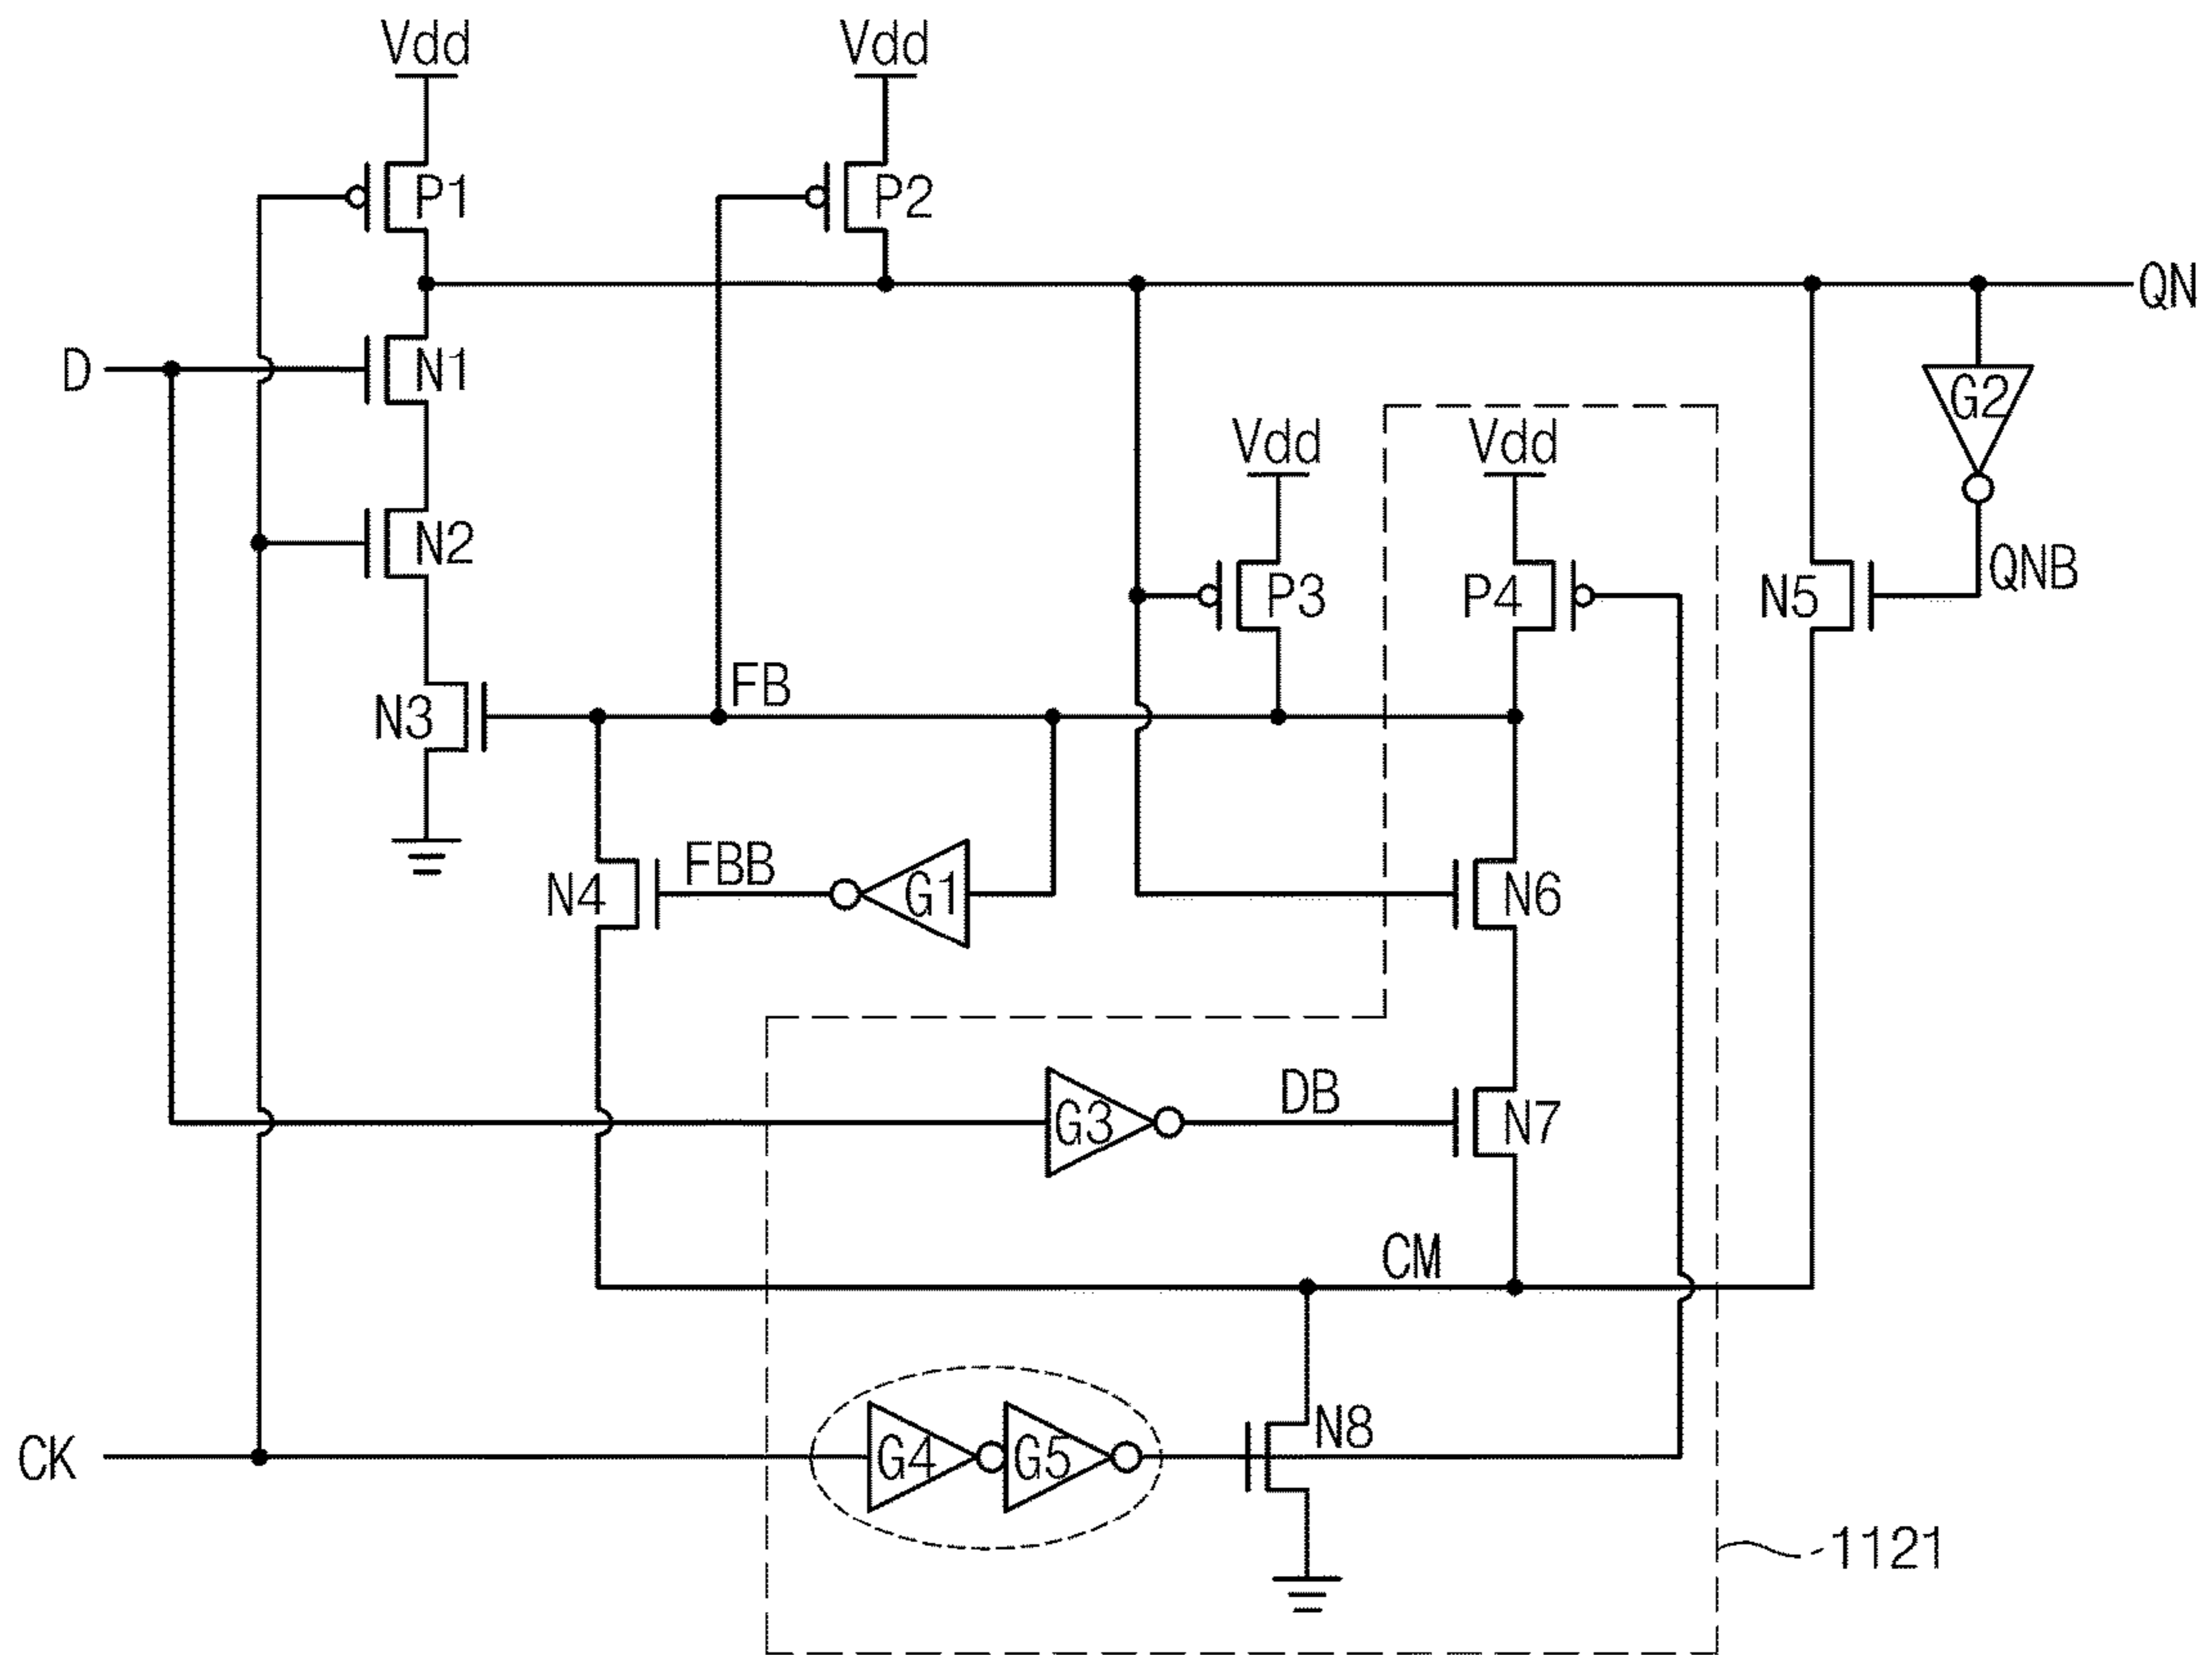 Vdd
Vdd
P1
P2
QN
D
N1
G2
Vdd
Vdd
N2
QNB
P3
P4
N5
FB
N3
FBB
G1
N4
N6
DB
G3
N7
CM
N8
CK
G4
G5
1121